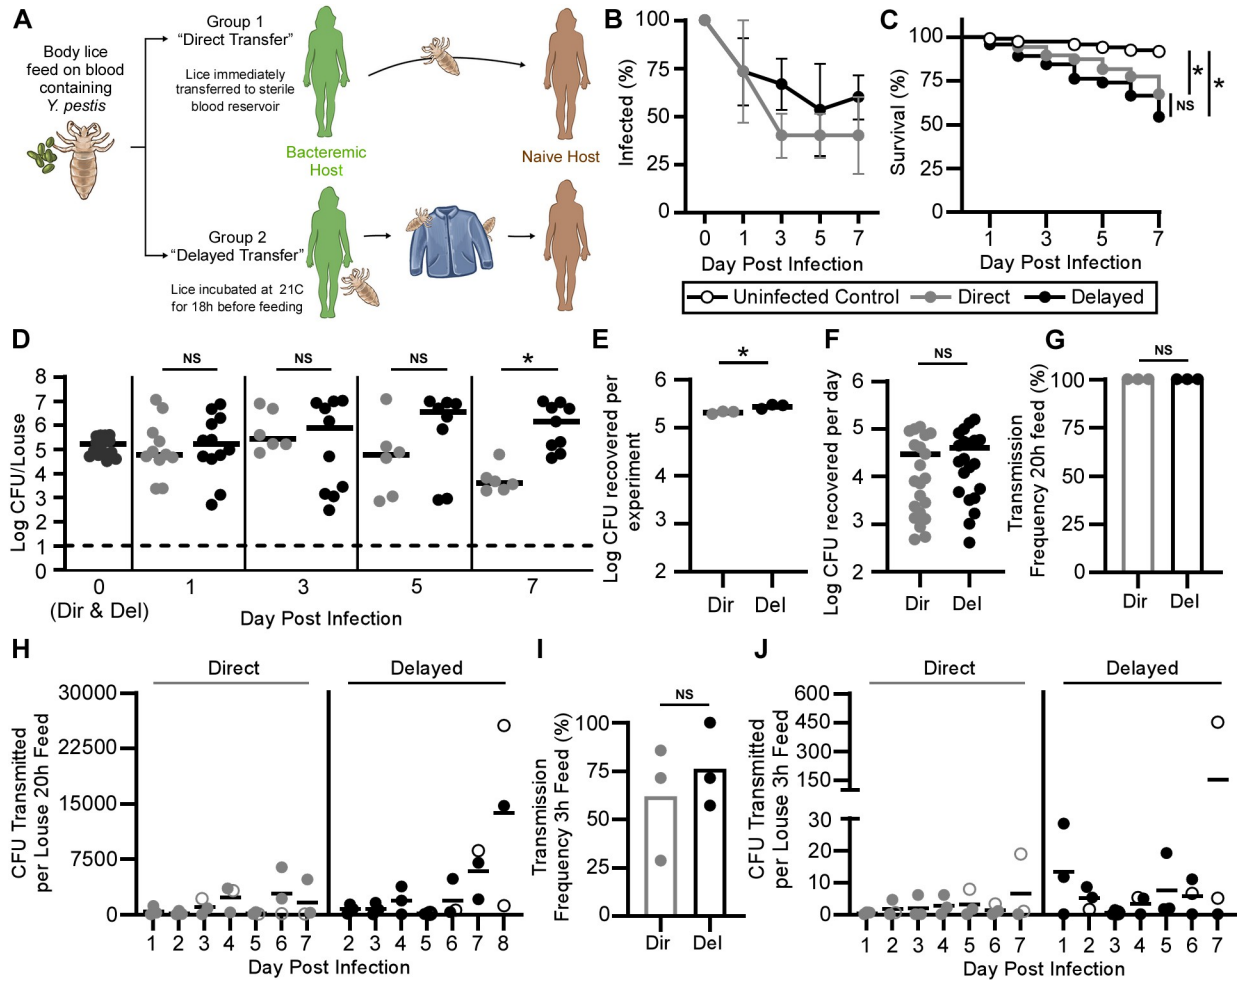 A
Body lice
feed on blood
containing
Y. pestis
Group 1
"Direct Transfer"
Lice immediately
transferred to sterile
blood reservoir
Bacteremic
Host
Naive Host
Group 2
"Delayed Transfer"
Lice incubated at 21C
for 18h before feeding
B
Infected (%)
100
75
50
25
0
0 1 3 5 7
Day Post Infection
C
Survival (%)
100
75
50
25
0
1 3 5 7
Day Post Infection
* *
NS
Uninfected Control Direct Delayed
D
Log CFU/Louse
8
7
6
5
4
3
2
1
0
NS NS NS *
0 1 3 5 7
(Dir & Del)
Day Post Infection
E
Log CFU recovered per
experiment
*
6
5
4
3
2
Dir Del
F
Log CFU recovered per day
NS
6
5
4
3
2
Dir Del
G
Transmission
Frequency 20h feed (%)
NS
100
75
50
25
0
Dir Del
H
Direct Delayed
CFU Transmitted
per Louse 20h Feed
30000
22500
15000
7500
0
1 2 3 4 5 6 7 2 3 4 5 6 7 8
Day Post Infection
I
Transmission
Frequency 3h Feed (%)
NS
100
75
50
25
0
Dir Del
J
Direct Delayed
CFU Transmitted
per Louse 3h Feed
600
450
300
150
30
20
10
0
1 2 3 4 5 6 7 1 2 3 4 5 6 7
Day Post Infection